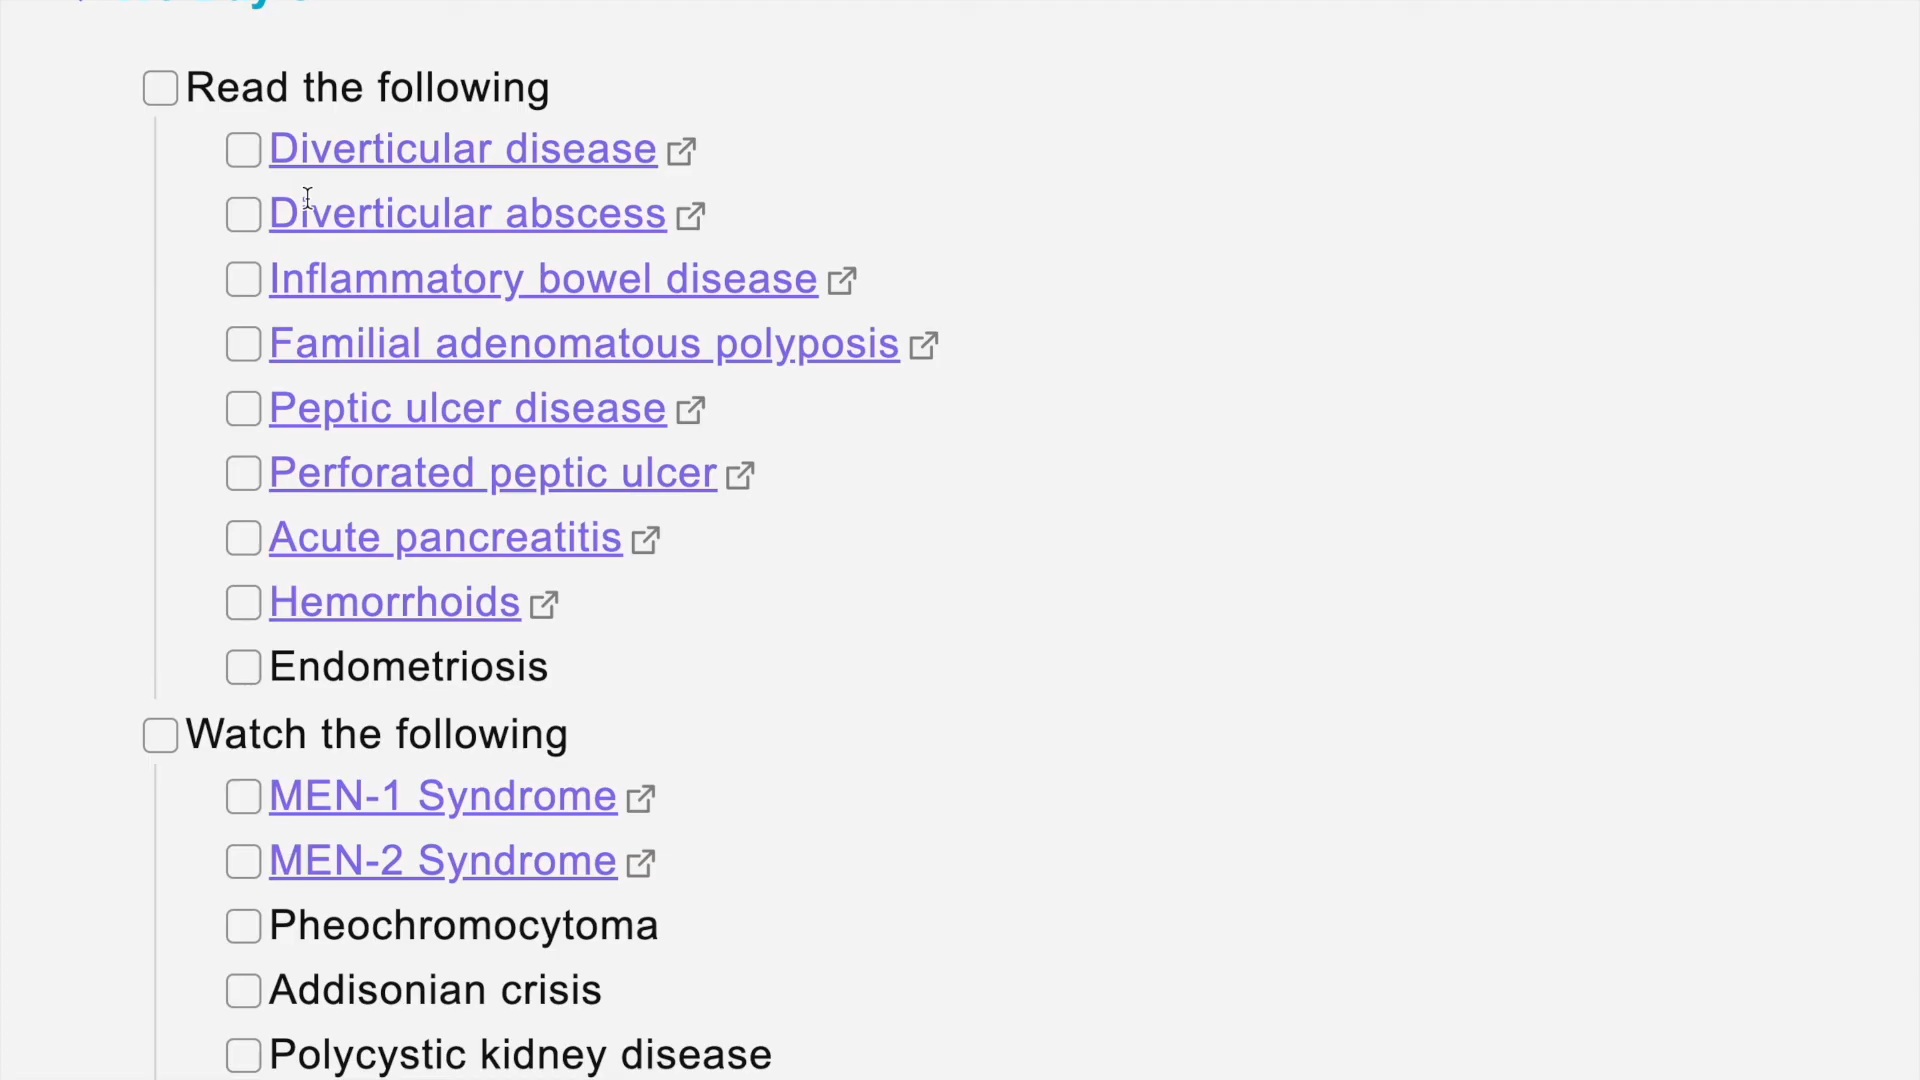 Read the following
Diverticular disease
Diverticular abscess
Inflammatory bowel disease
Familial adenomatous polyposis
Peptic ulcer disease
Perforated peptic ulcer
Acute pancreatitis
Hemorrhoids
Endometriosis
Watch the following
MEN-1 Syndrome
MEN-2 Syndrome
Pheochromocytoma
Addisonian crisis
Polycystic kidney disease